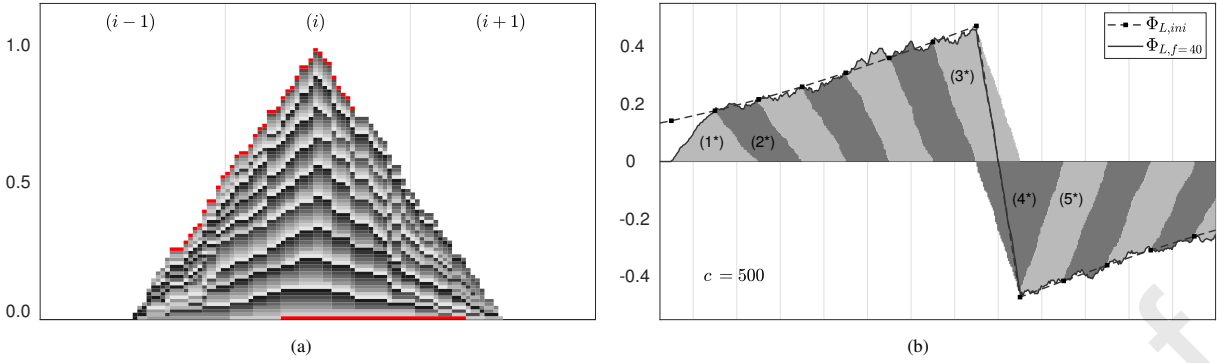 (i − 1)
(i)
(i + 1)
1.0
0.5
0.0
(a)
0.4
0.2
0
-0.2
-0.4
Φ_{L,ini}
Φ_{L,f=40}
(1*)
(2*)
(3*)
(4*)
(5*)
c = 500
(b)
f